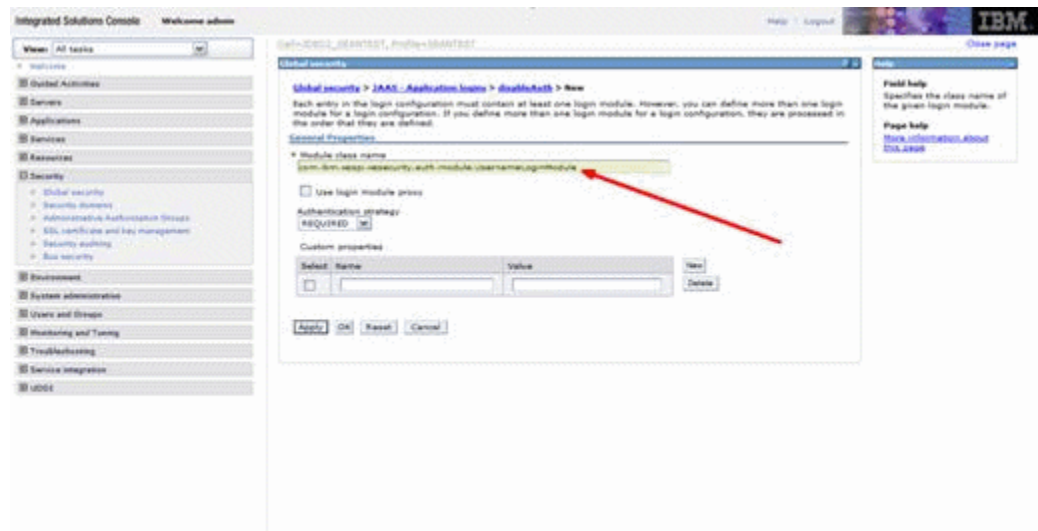 Integrated Solutions Console Welcome admin
Help | Logout
IBM.
View: All tasks
Close page
Welcome
Guided Activities
Servers
Applications
Services
Resources
Security
Global security
Security domains
Administrative Authorization Groups
SSL certificate and key management
Security auditing
Bus security
Environment
System administration
Users and Groups
Monitoring and Tuning
Troubleshooting
Service integration
UDDI
Global security
Global security > JAAS - Application logins > disableAuth > New
Each entry in the login configuration must contain at least one login module. However, you can define more than one login
module for a login configuration. If you define more than one login module for a login configuration, they are processed in
the order that they are defined.
General Properties
* Module class name
Use login module proxy
Authentication strategy
REQUIRED
Custom properties
Select Name Value
New
Delete
Apply OK Reset Cancel
Help
Field help
Specifies the class name of
the given login module.
Page help
More information about
this page